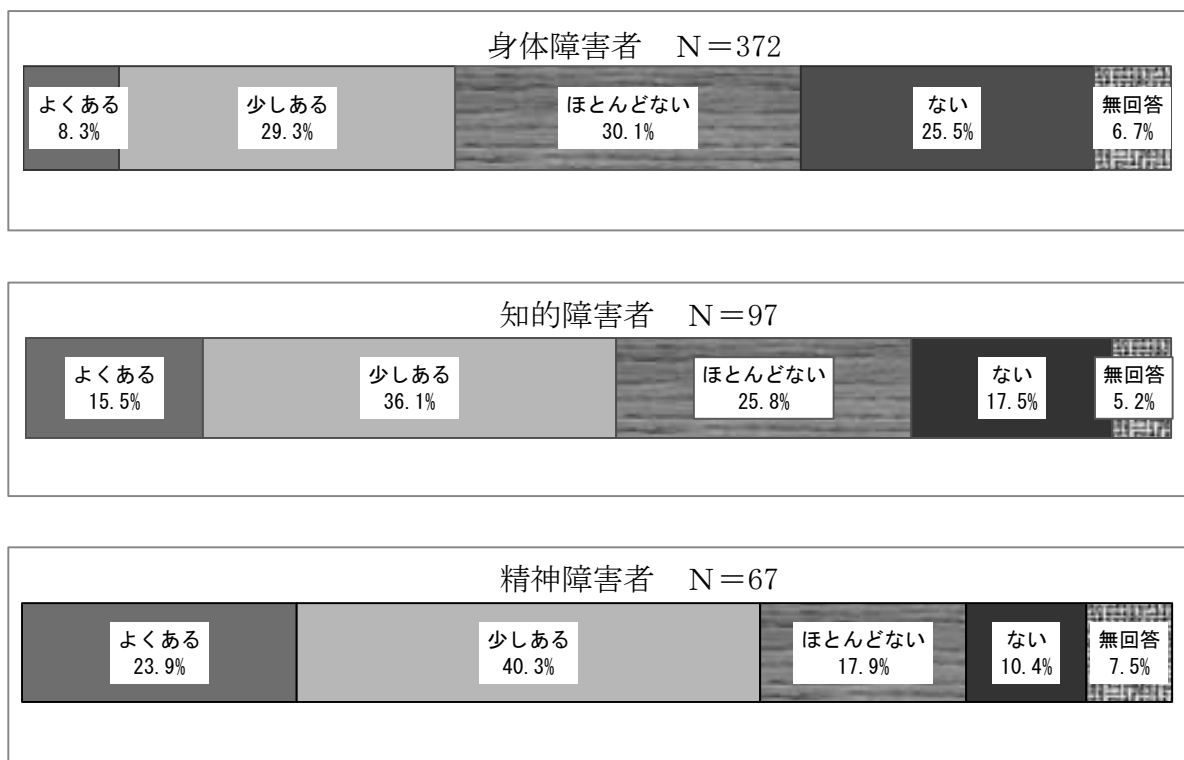 身体障害者　Ｎ＝372
よくある
8.3%
少しある
29.3%
ほとんどない
30.1%
ない
25.5%
無回答
6.7%
知的障害者　Ｎ＝97
よくある
15.5%
少しある
36.1%
ほとんどない
25.8%
ない
17.5%
無回答
5.2%
精神障害者　Ｎ＝67
よくある
23.9%
少しある
40.3%
ほとんどない
17.9%
ない
10.4%
無回答
7.5%